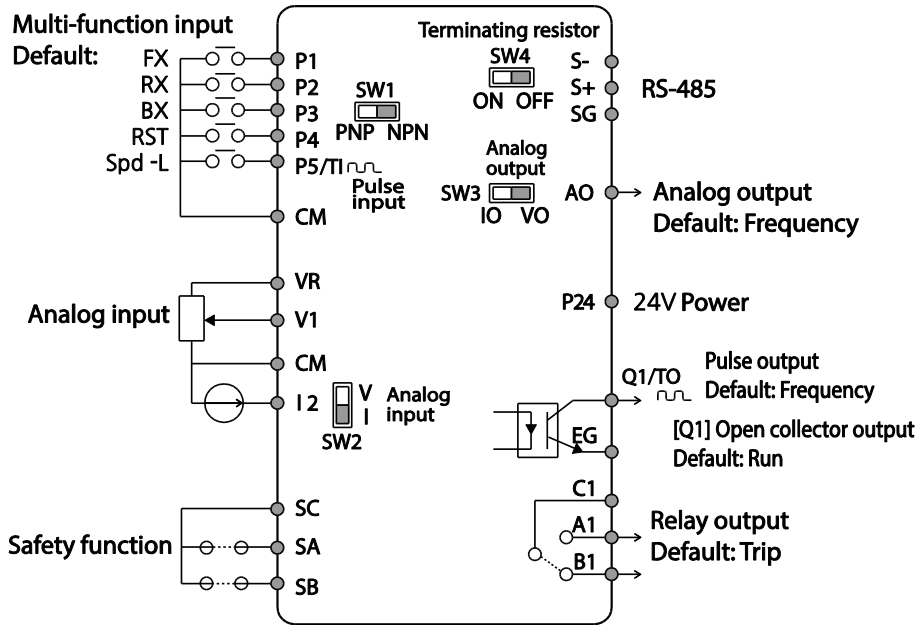 Multi-function input
Default:
FX
RX
BX
RST
Spd -L
P1
P2
P3
P4
P5/TI
Pulse
input
CM
SW1
PNP NPN
Terminating resistor
SW4
ON OFF
S-
S+
SG
RS-485
Analog
output
SW3
IO VO
AO
Analog output
Default: Frequency
Analog input
VR
V1
CM
I 2
V
I
SW2
Analog
input
P24
24V Power
Q1/TO
Pulse output
Default: Frequency
EG
[Q1] Open collector output
Default: Run
Safety function
SC
SA
SB
C1
A1
B1
Relay output
Default: Trip